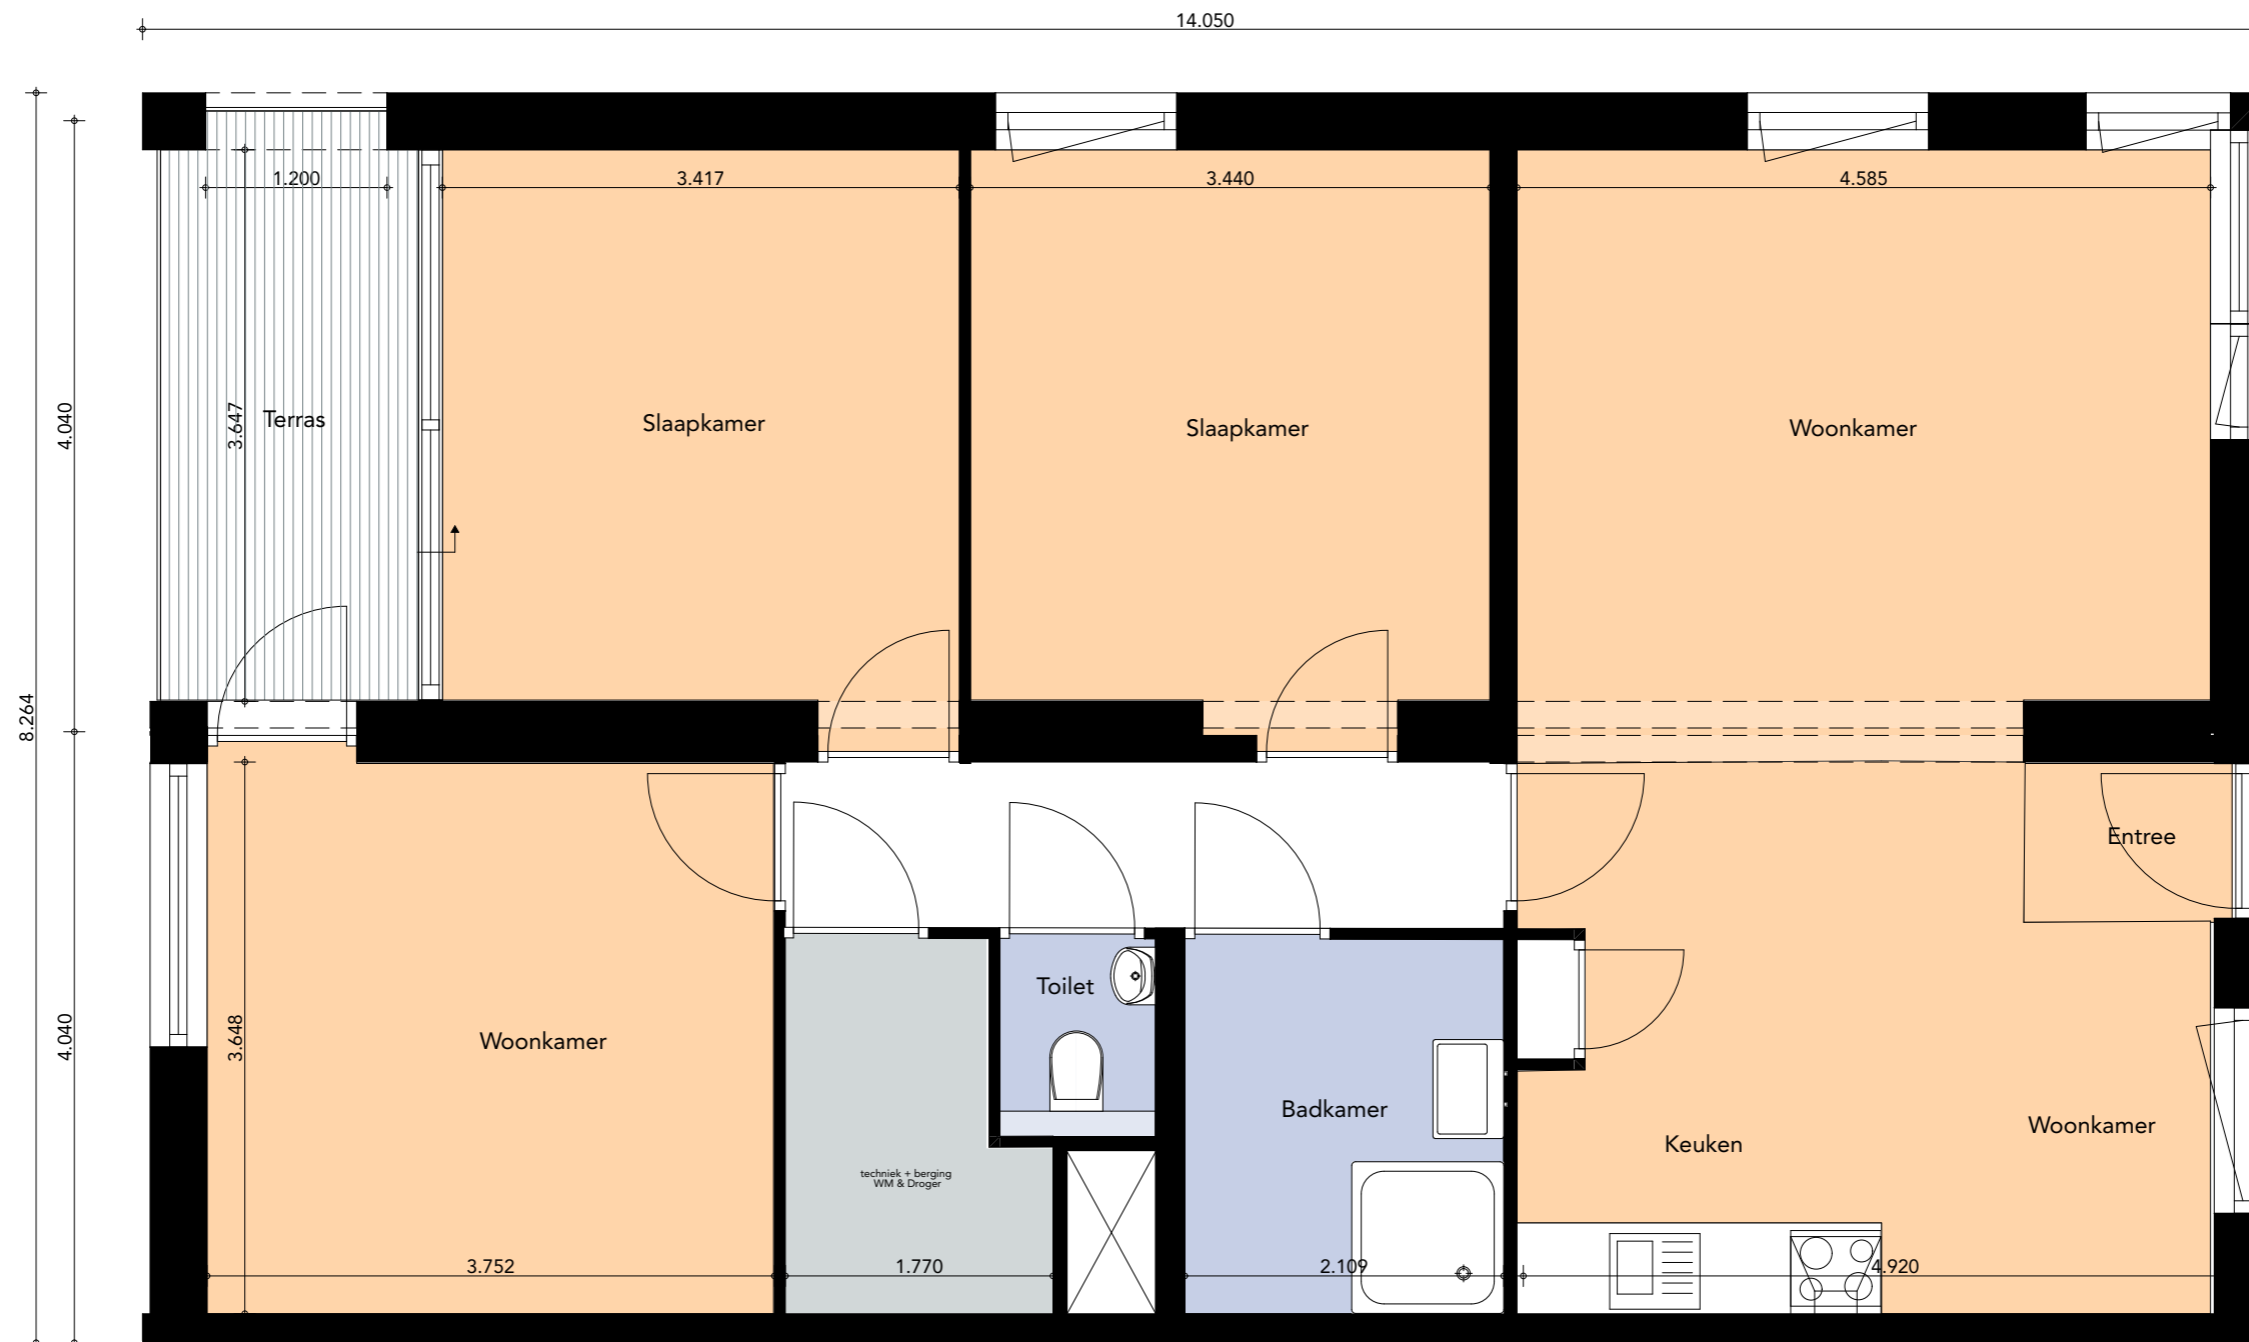 14.050
1.200
3.417
3.440
4.585
4.040
3.647
Terras
Slaapkamer
Slaapkamer
Woonkamer
8.264
Entree
Toilet
4.040
3.648
Woonkamer
Badkamer
Keuken
Woonkamer
techniek + berging
WM & Droger
3.752
1.770
2.109
4.920